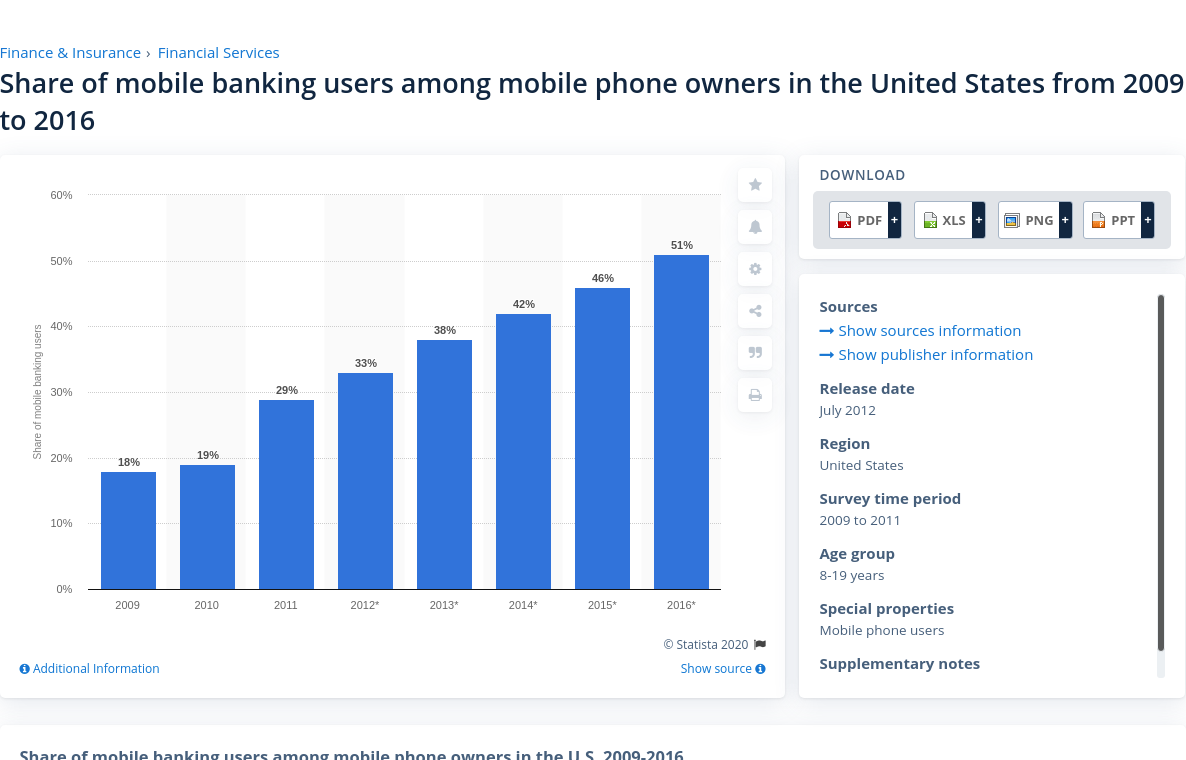 Finance & Insurance › Financial Services
Share of mobile banking users among mobile phone owners in the United States from 2009
to 2016
60%
50%
40%
30%
20%
10%
0%
Share of mobile banking users
18%
19%
29%
33%
38%
42%
46%
51%
2009
2010
2011
2012*
2013*
2014*
2015*
2016*
© Statista 2020
Additional Information
Show source
DOWNLOAD
PDF +
XLS +
PNG +
PPT +
Sources
Show sources information
Show publisher information
Release date
July 2012
Region
United States
Survey time period
2009 to 2011
Age group
8-19 years
Special properties
Mobile phone users
Supplementary notes
Share of mobile banking users among mobile phone owners in the U.S. 2009-2016